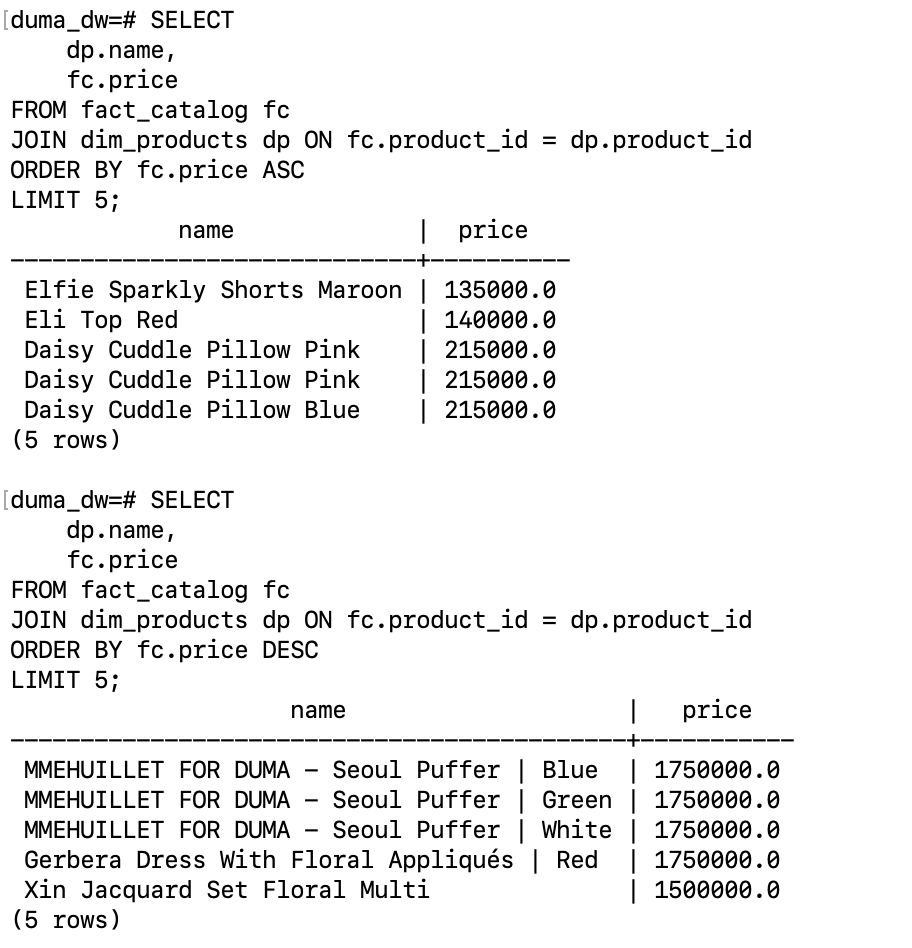 [duma_dw=# SELECT
    dp.name,
    fc.price
FROM fact_catalog fc
JOIN dim_products dp ON fc.product_id = dp.product_id
ORDER BY fc.price ASC
LIMIT 5;
            name             |  price
-----------------------------+----------
 Elfie Sparkly Shorts Maroon | 135000.0
 Eli Top Red                 | 140000.0
 Daisy Cuddle Pillow Pink    | 215000.0
 Daisy Cuddle Pillow Pink    | 215000.0
 Daisy Cuddle Pillow Blue    | 215000.0
(5 rows)

[duma_dw=# SELECT
    dp.name,
    fc.price
FROM fact_catalog fc
JOIN dim_products dp ON fc.product_id = dp.product_id
ORDER BY fc.price DESC
LIMIT 5;
                    name                    |   price
--------------------------------------------+-----------
 MMEHUILLET FOR DUMA – Seoul Puffer | Blue  | 1750000.0
 MMEHUILLET FOR DUMA – Seoul Puffer | Green | 1750000.0
 MMEHUILLET FOR DUMA – Seoul Puffer | White | 1750000.0
 Gerbera Dress With Floral Appliqués | Red  | 1750000.0
 Xin Jacquard Set Floral Multi              | 1500000.0
(5 rows)